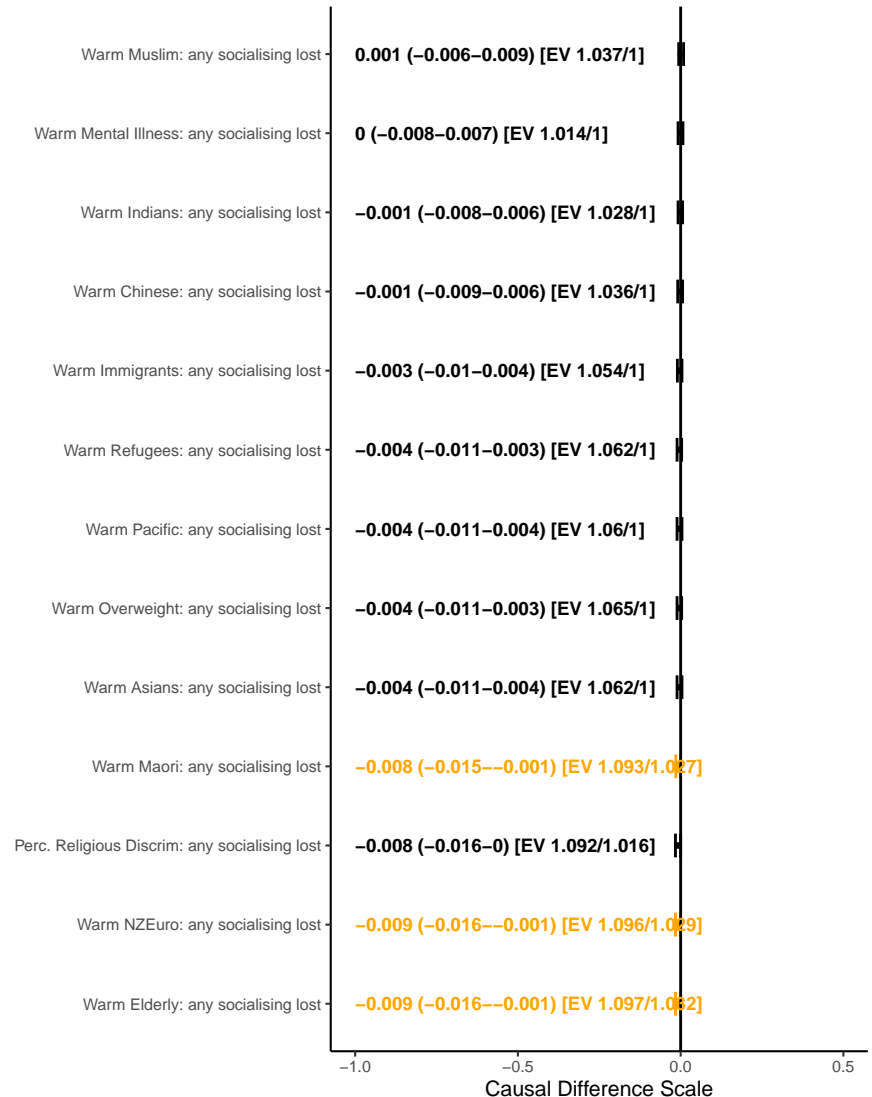 Warm Muslim: any socialising lost 0.001 (−0.006−0.009) [EV 1.037/1]
Warm Mental Illness: any socialising lost 0 (−0.008−0.007) [EV 1.014/1]
Warm Indians: any socialising lost −0.001 (−0.008−0.006) [EV 1.028/1]
Warm Chinese: any socialising lost −0.001 (−0.009−0.006) [EV 1.036/1]
Warm Immigrants: any socialising lost −0.003 (−0.01−0.004) [EV 1.054/1]
Warm Refugees: any socialising lost −0.004 (−0.011−0.003) [EV 1.062/1]
Warm Pacific: any socialising lost −0.004 (−0.011−0.004) [EV 1.06/1]
Warm Overweight: any socialising lost −0.004 (−0.011−0.003) [EV 1.065/1]
Warm Asians: any socialising lost −0.004 (−0.011−0.004) [EV 1.062/1]
Warm Maori: any socialising lost −0.008 (−0.015−−0.001) [EV 1.093/1.027]
Perc. Religious Discrim: any socialising lost −0.008 (−0.016−0) [EV 1.092/1.016]
Warm NZEuro: any socialising lost −0.009 (−0.016−−0.001) [EV 1.096/1.029]
Warm Elderly: any socialising lost −0.009 (−0.016−−0.001) [EV 1.097/1.032]
−1.0 −0.5 0.0 0.5
Causal Difference Scale